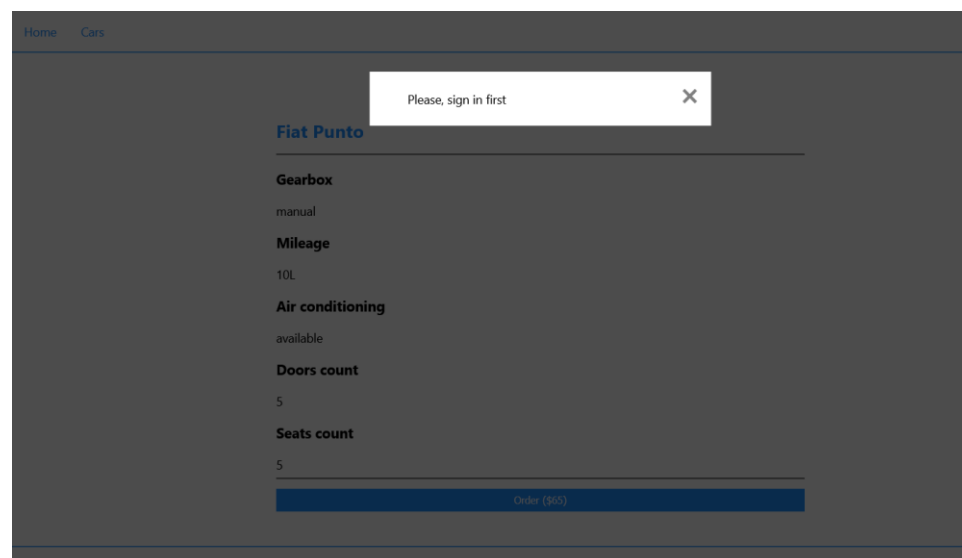 Home Cars
Please, sign in first
Fiat Punto
Gearbox
manual
Mileage
10L
Air conditioning
available
Doors count
5
Seats count
5
Order ($65)